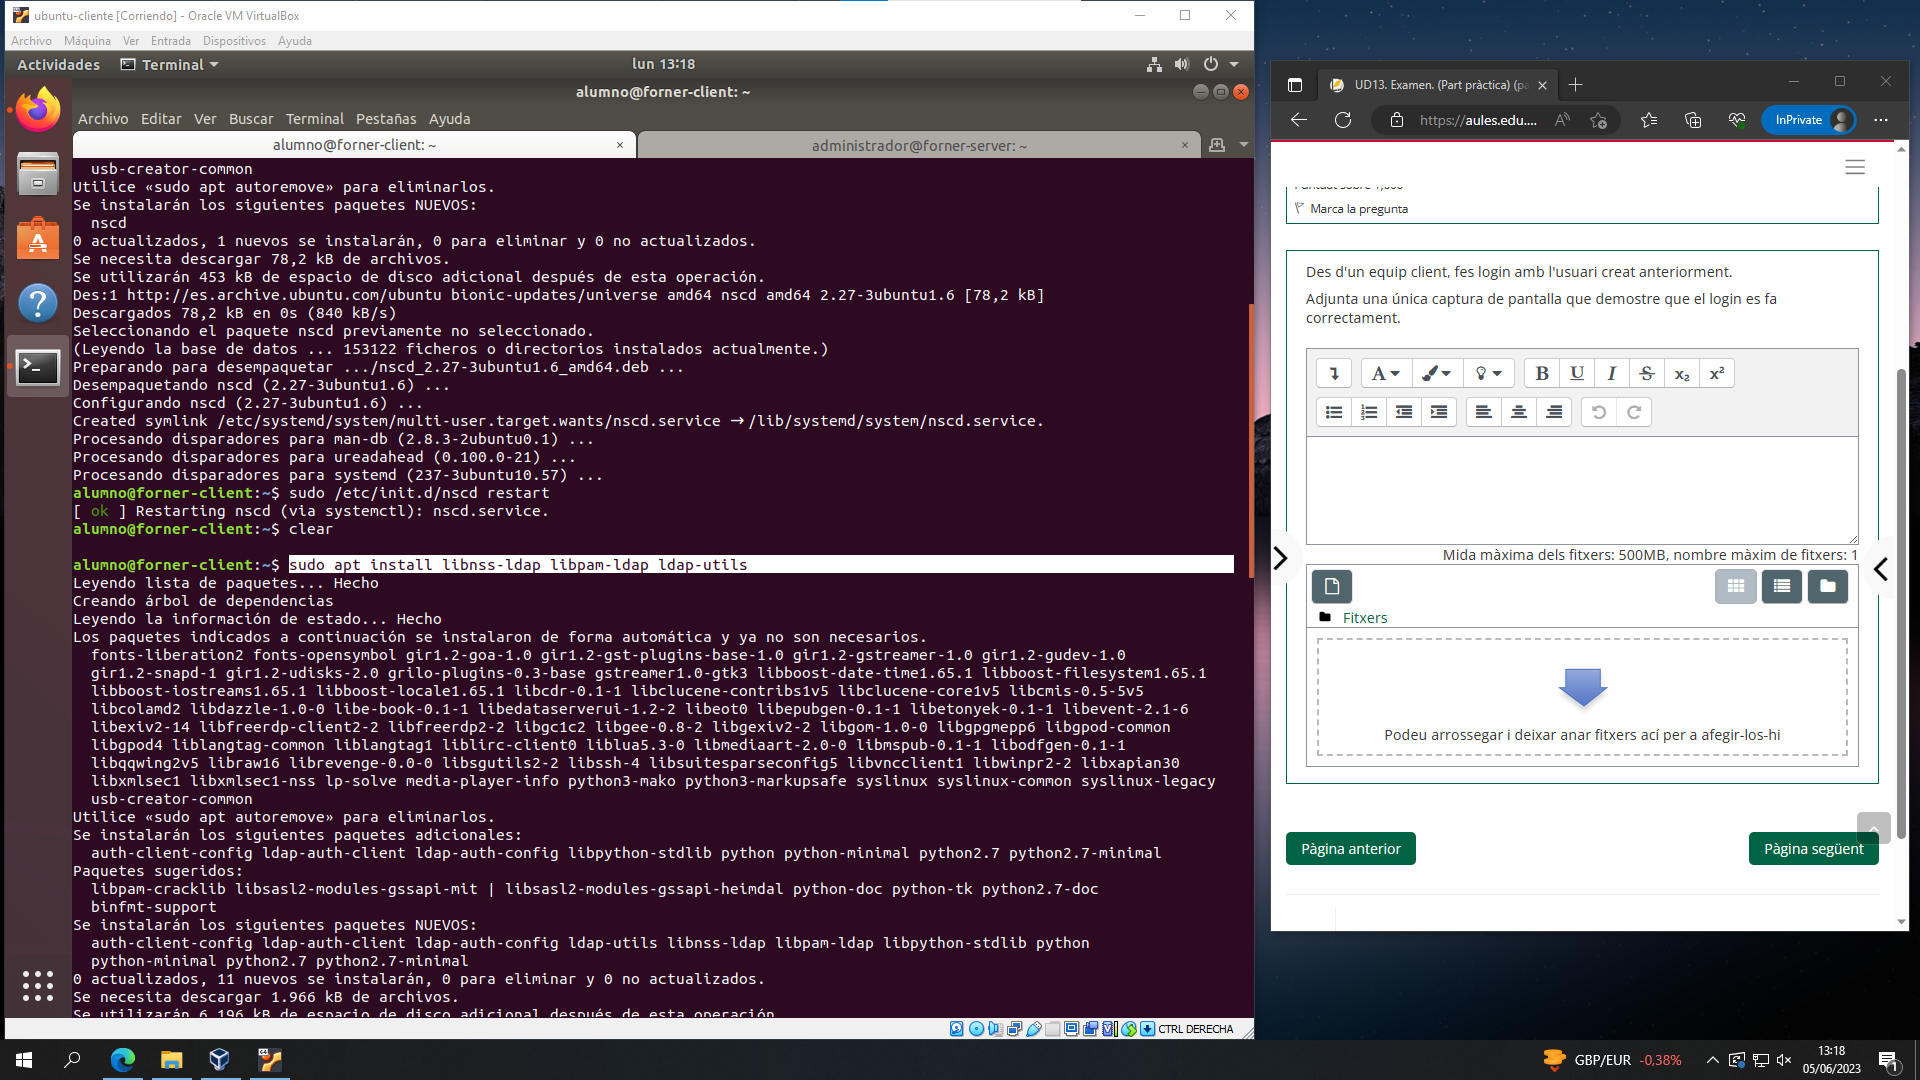 ubuntu-cliente [Corriendo] - Oracle VM VirtualBox
Archivo Máquina Ver Entrada Dispositivos Ayuda
Actividades Terminal lun 13:18
alumno@forner-client: ~
Archivo Editar Ver Buscar Terminal Pestañas Ayuda
alumno@forner-client: ~ × administrador@forner-server: ~ ×
usb-creator-common
Utilice «sudo apt autoremove» para eliminarlos.
Se instalarán los siguientes paquetes NUEVOS:
nscd
0 actualizados, 1 nuevos se instalarán, 0 para eliminar y 0 no actualizados.
Se necesita descargar 78,2 kB de archivos.
Se utilizarán 453 kB de espacio de disco adicional después de esta operación.
Des:1 http://es.archive.ubuntu.com/ubuntu bionic-updates/universe amd64 nscd amd64 2.27-3ubuntu1.6 [78,2 kB]
Descargados 78,2 kB en 0s (840 kB/s)
Seleccionando el paquete nscd previamente no seleccionado.
(Leyendo la base de datos ... 153122 ficheros o directorios instalados actualmente.)
Preparando para desempaquetar .../nscd_2.27-3ubuntu1.6_amd64.deb ...
Desempaquetando nscd (2.27-3ubuntu1.6) ...
Configurando nscd (2.27-3ubuntu1.6) ...
Created symlink /etc/systemd/system/multi-user.target.wants/nscd.service → /lib/systemd/system/nscd.service.
Procesando disparadores para man-db (2.8.3-2ubuntu0.1) ...
Procesando disparadores para ureadahead (0.100.0-21) ...
Procesando disparadores para systemd (237-3ubuntu10.57) ...
alumno@forner-client:~$ sudo /etc/init.d/nscd restart
[ ok ] Restarting nscd (via systemctl): nscd.service.
alumno@forner-client:~$ clear
alumno@forner-client:~$ sudo apt install libnss-ldap libpam-ldap ldap-utils
Leyendo lista de paquetes... Hecho
Creando árbol de dependencias
Leyendo la información de estado... Hecho
Los paquetes indicados a continuación se instalaron de forma automática y ya no son necesarios.
fonts-liberation2 fonts-opensymbol gir1.2-goa-1.0 gir1.2-gst-plugins-base-1.0 gir1.2-gstreamer-1.0 gir1.2-gudev-1.0
gir1.2-snapd-1 gir1.2-udisks-2.0 grilo-plugins-0.3-base gstreamer1.0-gtk3 libboost-date-time1.65.1 libboost-filesystem1.65.1
libboost-iostreams1.65.1 libboost-locale1.65.1 libcdr-0.1-1 libclucene-contribs1v5 libclucene-core1v5 libcmis-0.5-5v5
libcolamd2 libdazzle-1.0-0 libe-book-0.1-1 libedataserverui-1.2-2 libeot0 libepubgen-0.1-1 libetonyek-0.1-1 libevent-2.1-6
libexiv2-14 libfreerdp-client2-2 libfreerdp2-2 libgc1c2 libgee-0.8-2 libgexiv2-2 libgom-1.0-0 libgpgmepp6 libgpod-common
libgpod4 liblangtag-common liblangtag1 liblirc-client0 liblua5.3-0 libmediaart-2.0-0 libmspub-0.1-1 libodfgen-0.1-1
libqqwing2v5 libraw16 librevenge-0.0-0 libsgutils2-2 libssh-4 libsuitesparseconfig5 libvncclient1 libwinpr2-2 libxapian30
libxmlsec1 libxmlsec1-nss lp-solve media-player-info python3-mako python3-markupsafe syslinux syslinux-common syslinux-legacy
usb-creator-common
Utilice «sudo apt autoremove» para eliminarlos.
Se instalarán los siguientes paquetes adicionales:
auth-client-config ldap-auth-client ldap-auth-config libpython-stdlib python python-minimal python2.7 python2.7-minimal
Paquetes sugeridos:
libpam-cracklib libsasl2-modules-gssapi-mit | libsasl2-modules-gssapi-heimdal python-doc python-tk python2.7-doc
binfmt-support
Se instalarán los siguientes paquetes NUEVOS:
auth-client-config ldap-auth-client ldap-auth-config ldap-utils libnss-ldap libpam-ldap libpython-stdlib python
python-minimal python2.7 python2.7-minimal
0 actualizados, 11 nuevos se instalarán, 0 para eliminar y 0 no actualizados.
Se necesita descargar 1.966 kB de archivos.
Se utilizarán 6.196 kB de espacio de disco adicional después de esta operación
CTRL DERECHA
UD13. Examen. (Part pràctica) (pa
https://aules.edu....
InPrivate
Puntuat sobre 1,000
Marca la pregunta
Des d'un equip client, fes login amb l'usuari creat anteriorment.
Adjunta una única captura de pantalla que demostre que el login es fa
correctament.
A B U I S x₂ x²
Mida màxima dels fitxers: 500MB, nombre màxim de fitxers: 1
Fitxers
Podeu arrossegar i deixar anar fitxers ací per a afegir-los-hi
Pàgina anterior Pàgina següent
GBP/EUR -0,38%
13:18
05/06/2023
1